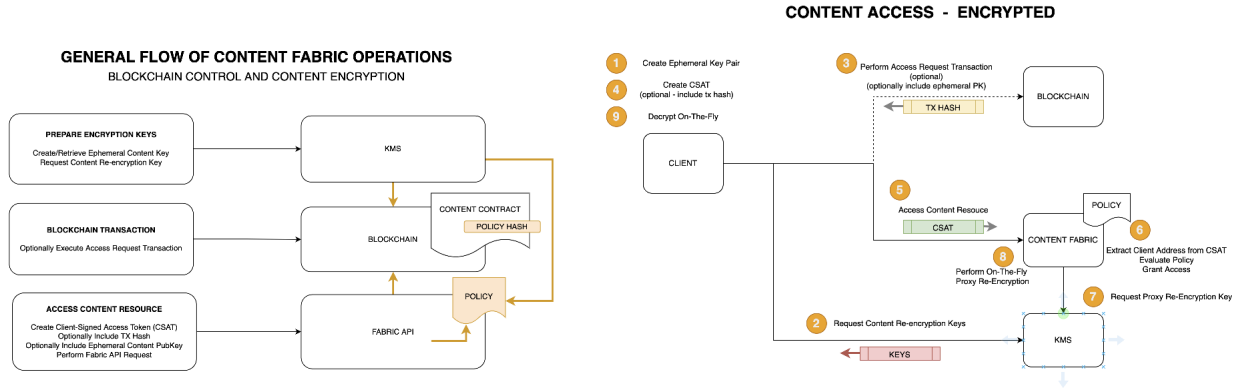 GENERAL FLOW OF CONTENT FABRIC OPERATIONS
BLOCKCHAIN CONTROL AND CONTENT ENCRYPTION
PREPARE ENCRYPTION KEYS
Create/Retrieve Ephemeral Content Key
Request Content Re-encryption Key
KMS
BLOCKCHAIN TRANSACTION
Optionally Execute Access Request Transaction
BLOCKCHAIN
CONTENT CONTRACT
POLICY HASH
ACCESS CONTENT RESOURCE
Create Client-Signed Access Token (CSAT)
Optionally Include TX Hash
Optionally Include Ephemeral Content PubKey
Perform Fabric API Request
FABRIC API
POLICY
CONTENT ACCESS - ENCRYPTED
1
Create Ephemeral Key Pair
4
Create CSAT
(optional - include tx hash)
9
Decrypt On-The-Fly
CLIENT
3
Perform Access Request Transaction
(optional)
(optionally include ephemeral PK)
TX HASH
BLOCKCHAIN
5
Access Content Resouce
CSAT
POLICY
CONTENT FABRIC
6
Extract Client Address from CSAT
Evaluate Policy
Grant Access
8
Perform On-The-Fly
Proxy Re-Encryption
7
Request Proxy Re-Encryption Key
2
Request Content Re-encryption Keys
KEYS
KMS